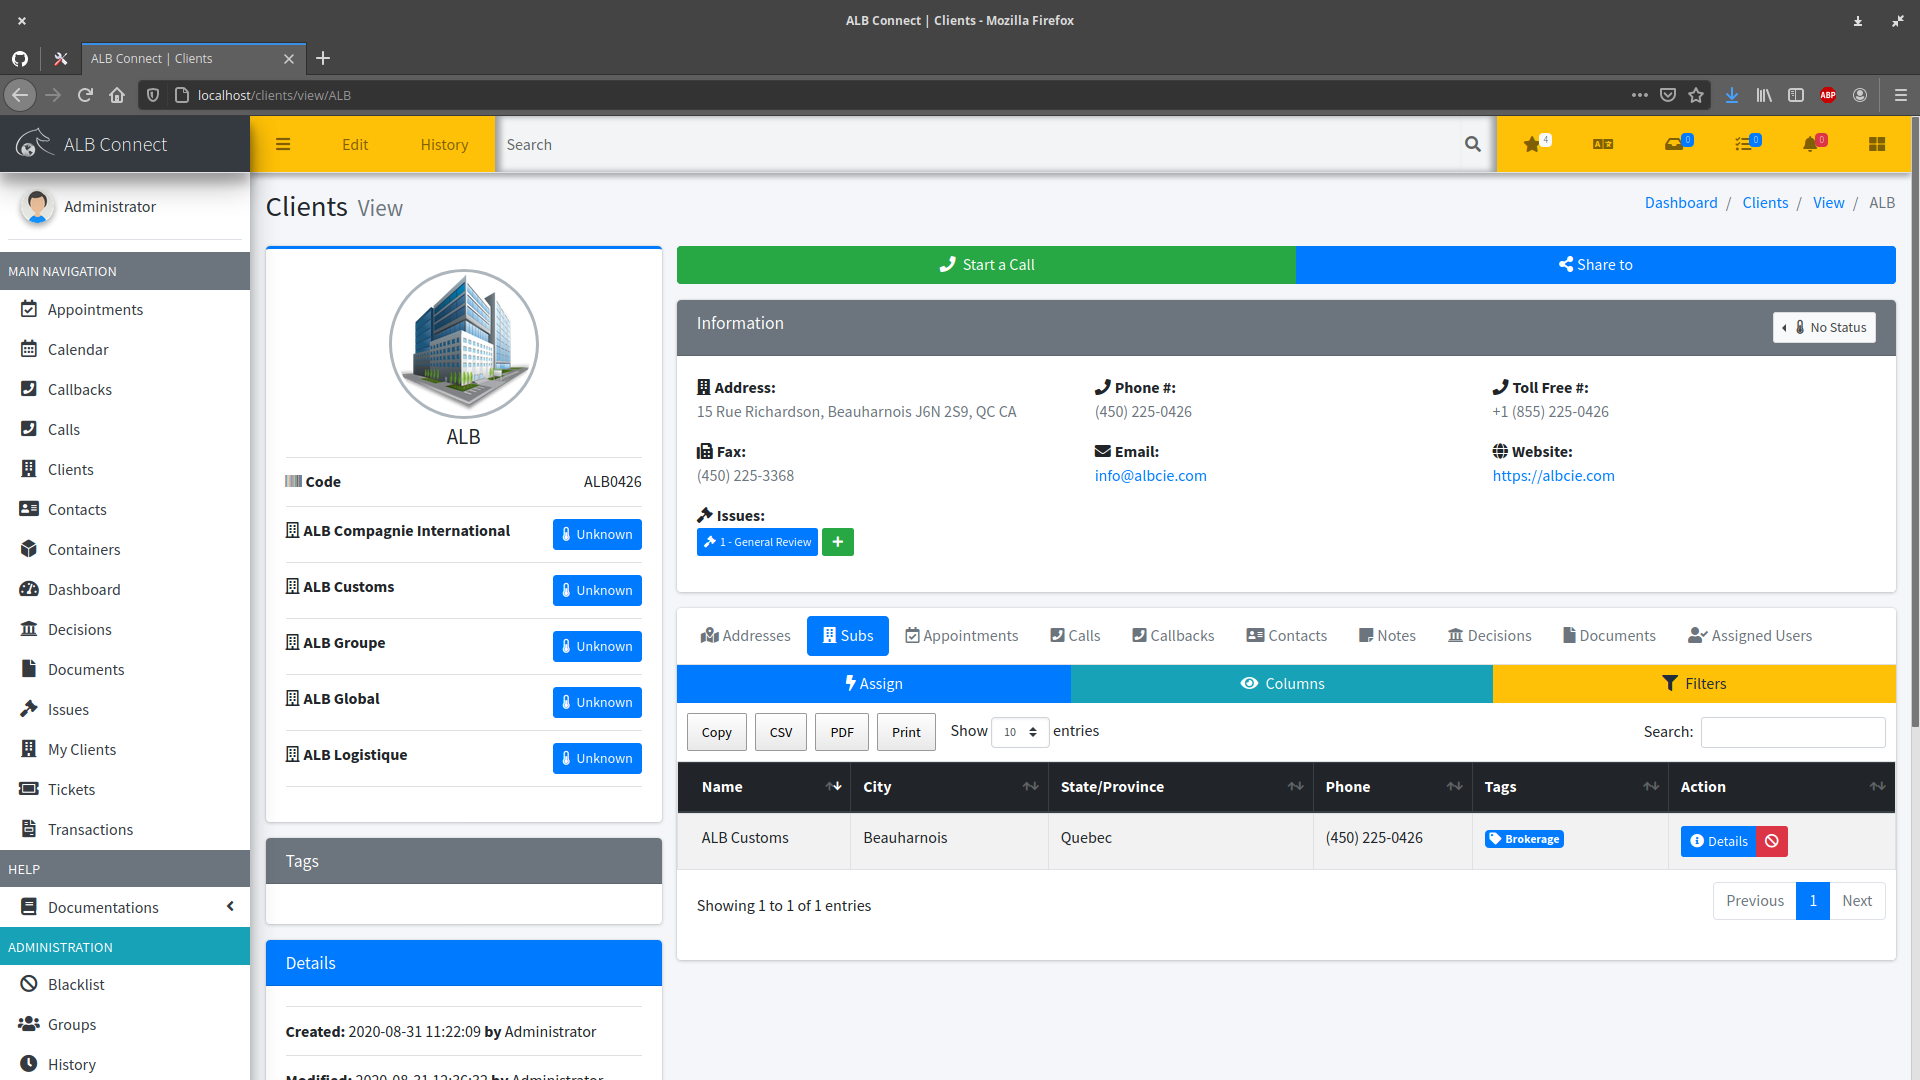 ALB Connect | Clients - Mozilla Firefox
ALB Connect | Clients
localhost/clients/view/ALB
ABP
ALB Connect
Edit
History
Search
4
0
0
0
Administrator
MAIN NAVIGATION
Appointments
Calendar
Callbacks
Calls
Clients
Contacts
Containers
Dashboard
Decisions
Documents
Issues
My Clients
Tickets
Transactions
HELP
Documentations
ADMINISTRATION
Blacklist
Groups
History
Clients View
Dashboard / Clients / View / ALB
ALB
Code ALB0426
ALB Compagnie International Unknown
ALB Customs Unknown
ALB Groupe Unknown
ALB Global Unknown
ALB Logistique Unknown
Tags
Details
Created: 2020-08-31 11:22:09 by Administrator
Modified: 2020-08-31 12:36:32 by Administrator
Start a Call
Share to
Information
No Status
Address:
15 Rue Richardson, Beauharnois J6N 2S9, QC CA
Phone #:
(450) 225-0426
Toll Free #:
+1 (855) 225-0426
Fax:
(450) 225-3368
Email:
info@albcie.com
Website:
https://albcie.com
Issues:
1 - General Review
Addresses Subs Appointments Calls Callbacks Contacts Notes Decisions Documents Assigned Users
Assign Columns Filters
Copy CSV PDF Print Show 10 entries Search:
Name City State/Province Phone Tags Action
ALB Customs Beauharnois Quebec (450) 225-0426 Brokerage Details
Showing 1 to 1 of 1 entries
Previous 1 Next